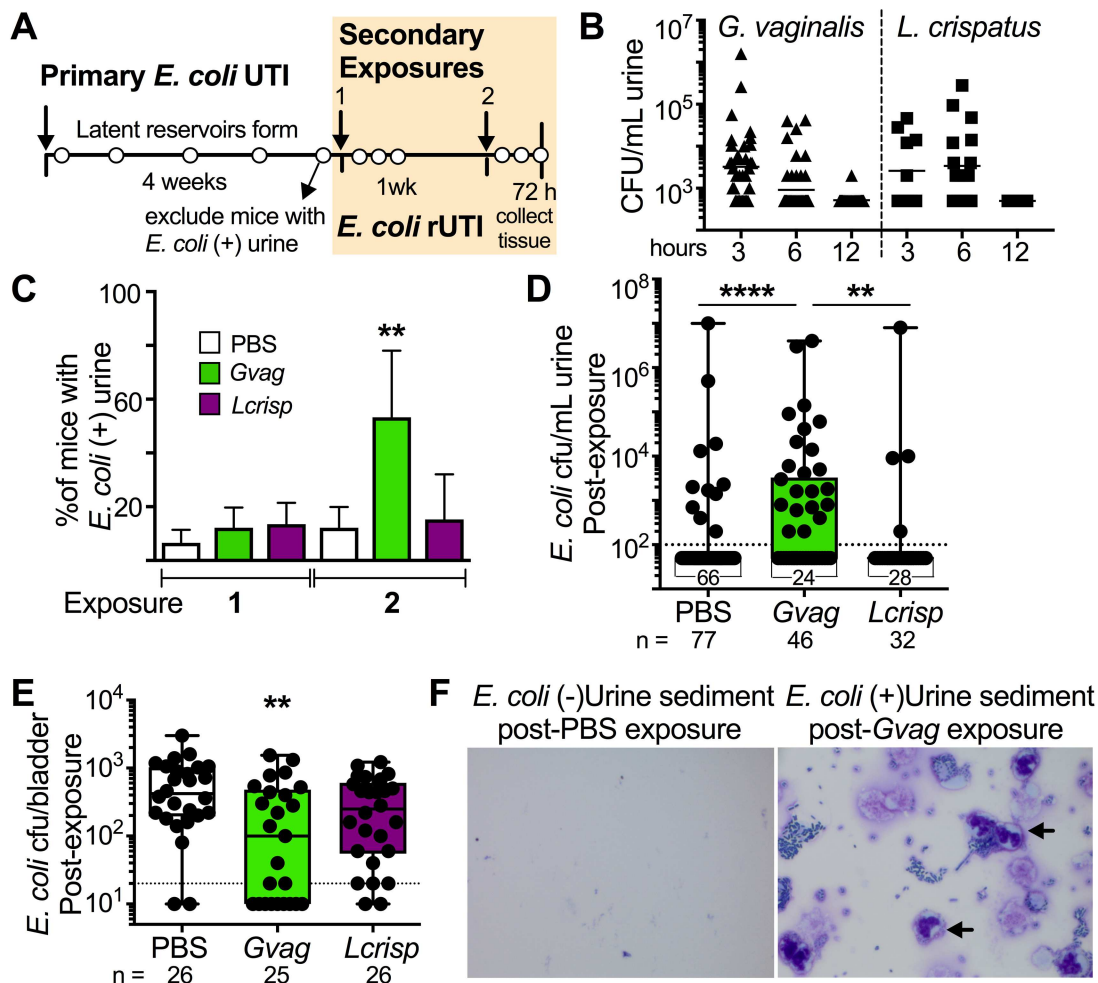 A
Primary E. coli UTI
Secondary
Exposures
1
2
Latent reservoirs form
4 weeks
1wk
72 h
exclude mice with
E. coli (+) urine
E. coli rUTI
collect
tissue
B
G. vaginalis
L. crispatus
CFU/mL urine
10^7
10^5
10^3
hours
3
6
12
3
6
12
C
%of mice with
E. coli (+) urine
100
60
20
PBS
Gvag
Lcrisp
**
Exposure
1
2
D
E. coli cfu/mL urine
Post-exposure
10^8
10^6
10^4
10^2
****
**
66
24
28
PBS
Gvag
Lcrisp
n =
77
46
32
E
E. coli cfu/bladder
Post-exposure
10^4
10^3
10^2
10^1
**
PBS
Gvag
Lcrisp
n =
26
25
26
F
E. coli (-)Urine sediment
post-PBS exposure
E. coli (+)Urine sediment
post-Gvag exposure